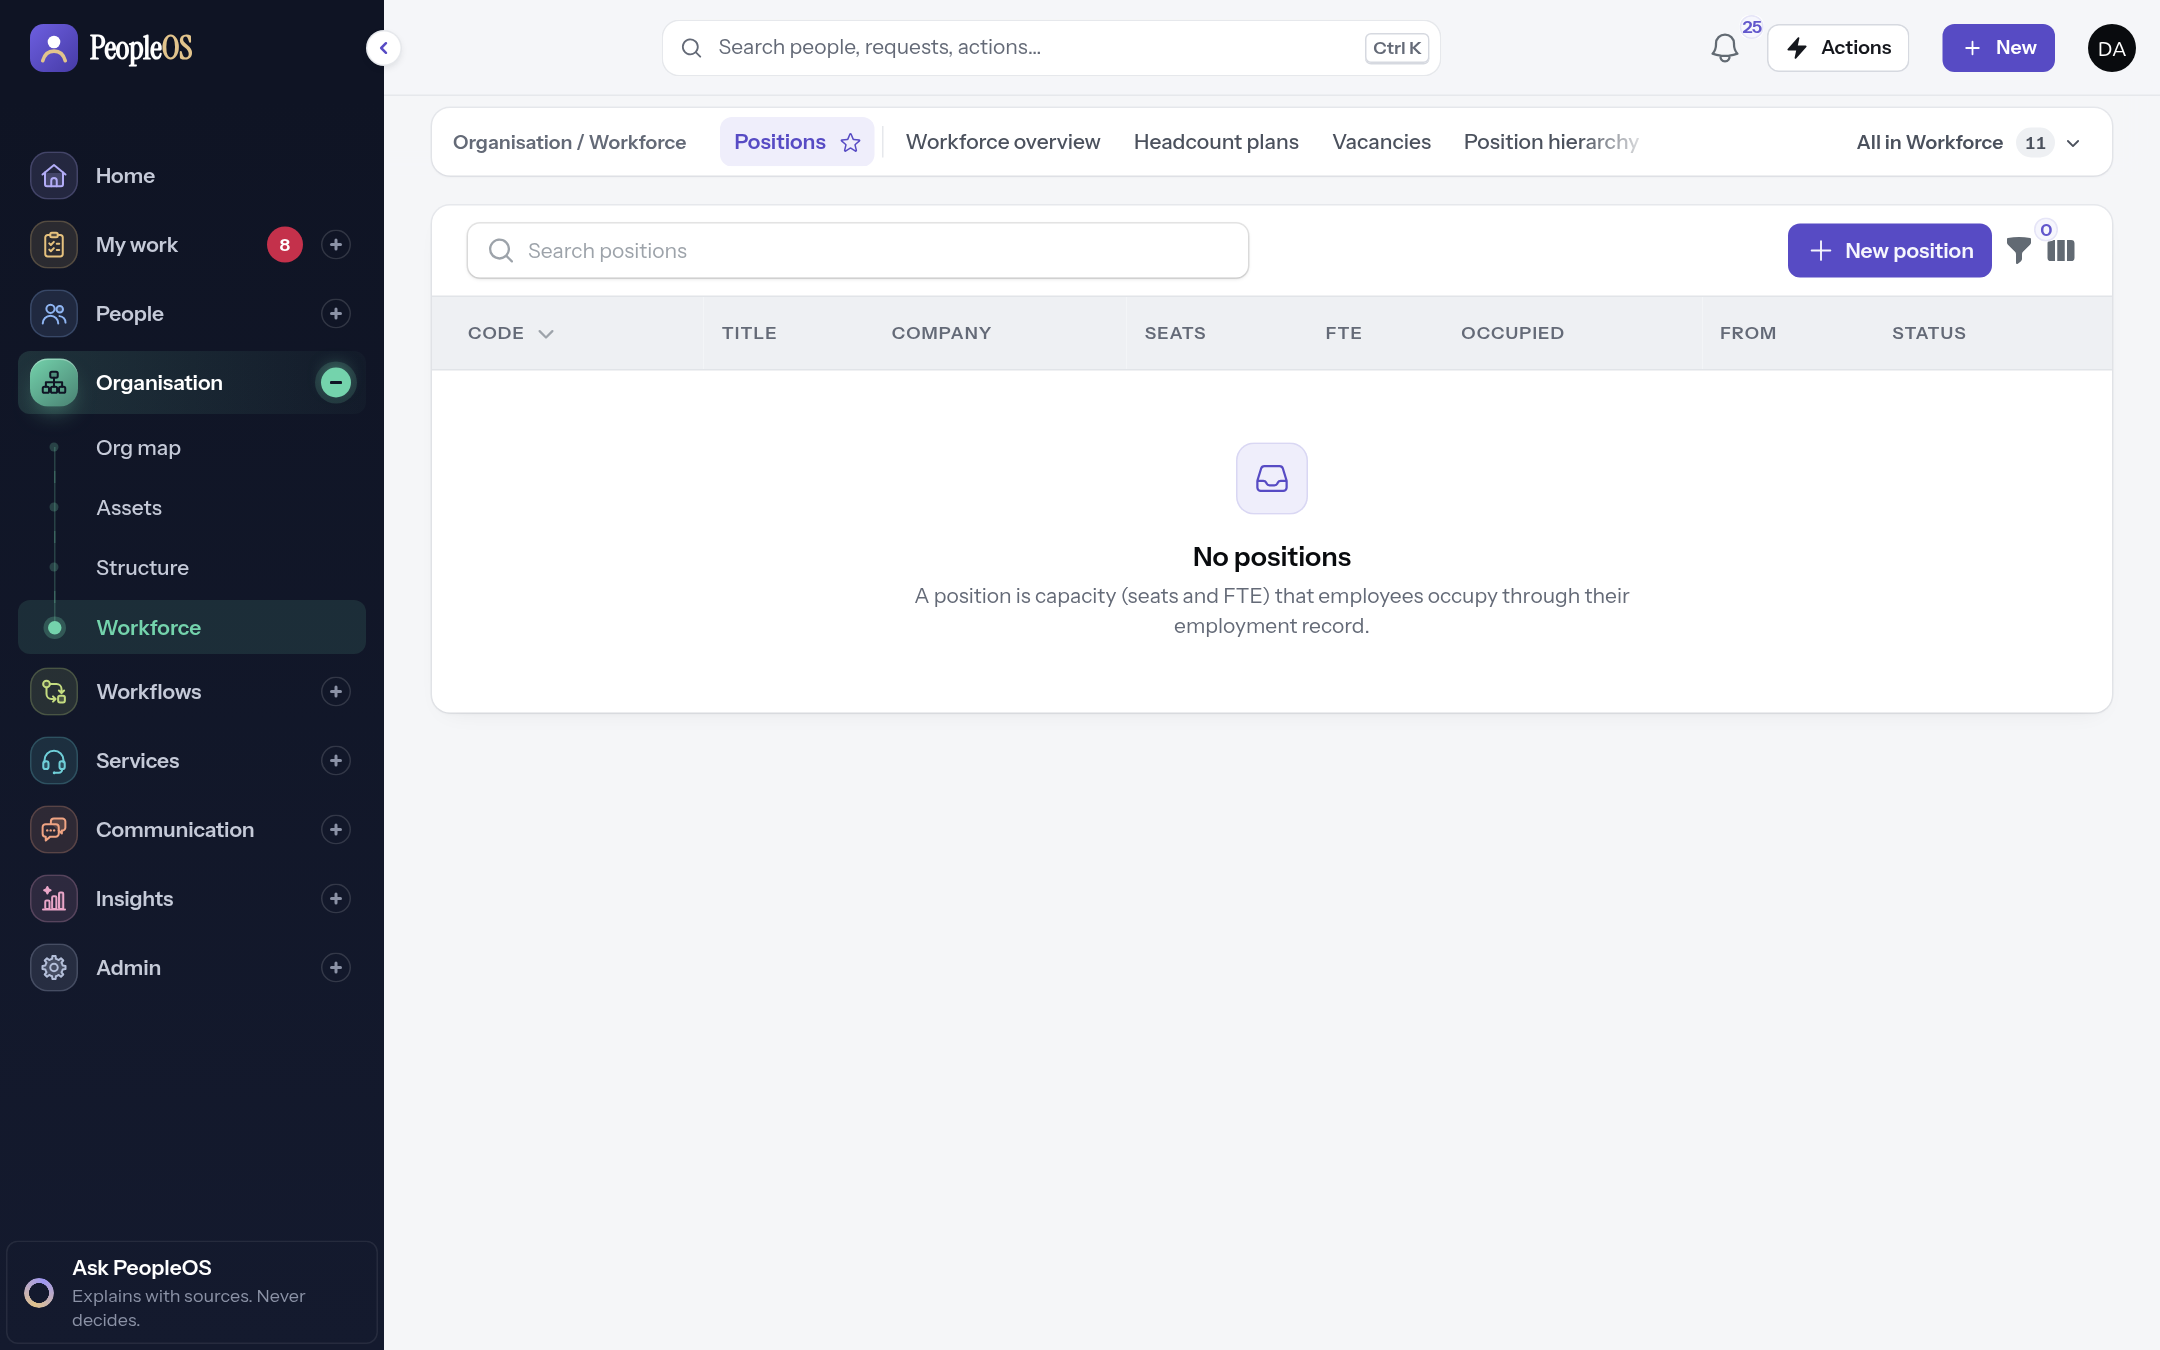 PeopleOS
Search people, requests, actions...
Ctrl K
25
Actions
New
DA
Home
My work
8
People
Organisation
Org map
Assets
Structure
Workforce
Workflows
Services
Communication
Insights
Admin
Ask PeopleOS
Explains with sources. Never
decides.
Organisation / Workforce
Positions
Workforce overview
Headcount plans
Vacancies
Position hierarchy
All in Workforce
11
Search positions
New position
0
CODE
TITLE
COMPANY
SEATS
FTE
OCCUPIED
FROM
STATUS
No positions
A position is capacity (seats and FTE) that employees occupy through their
employment record.